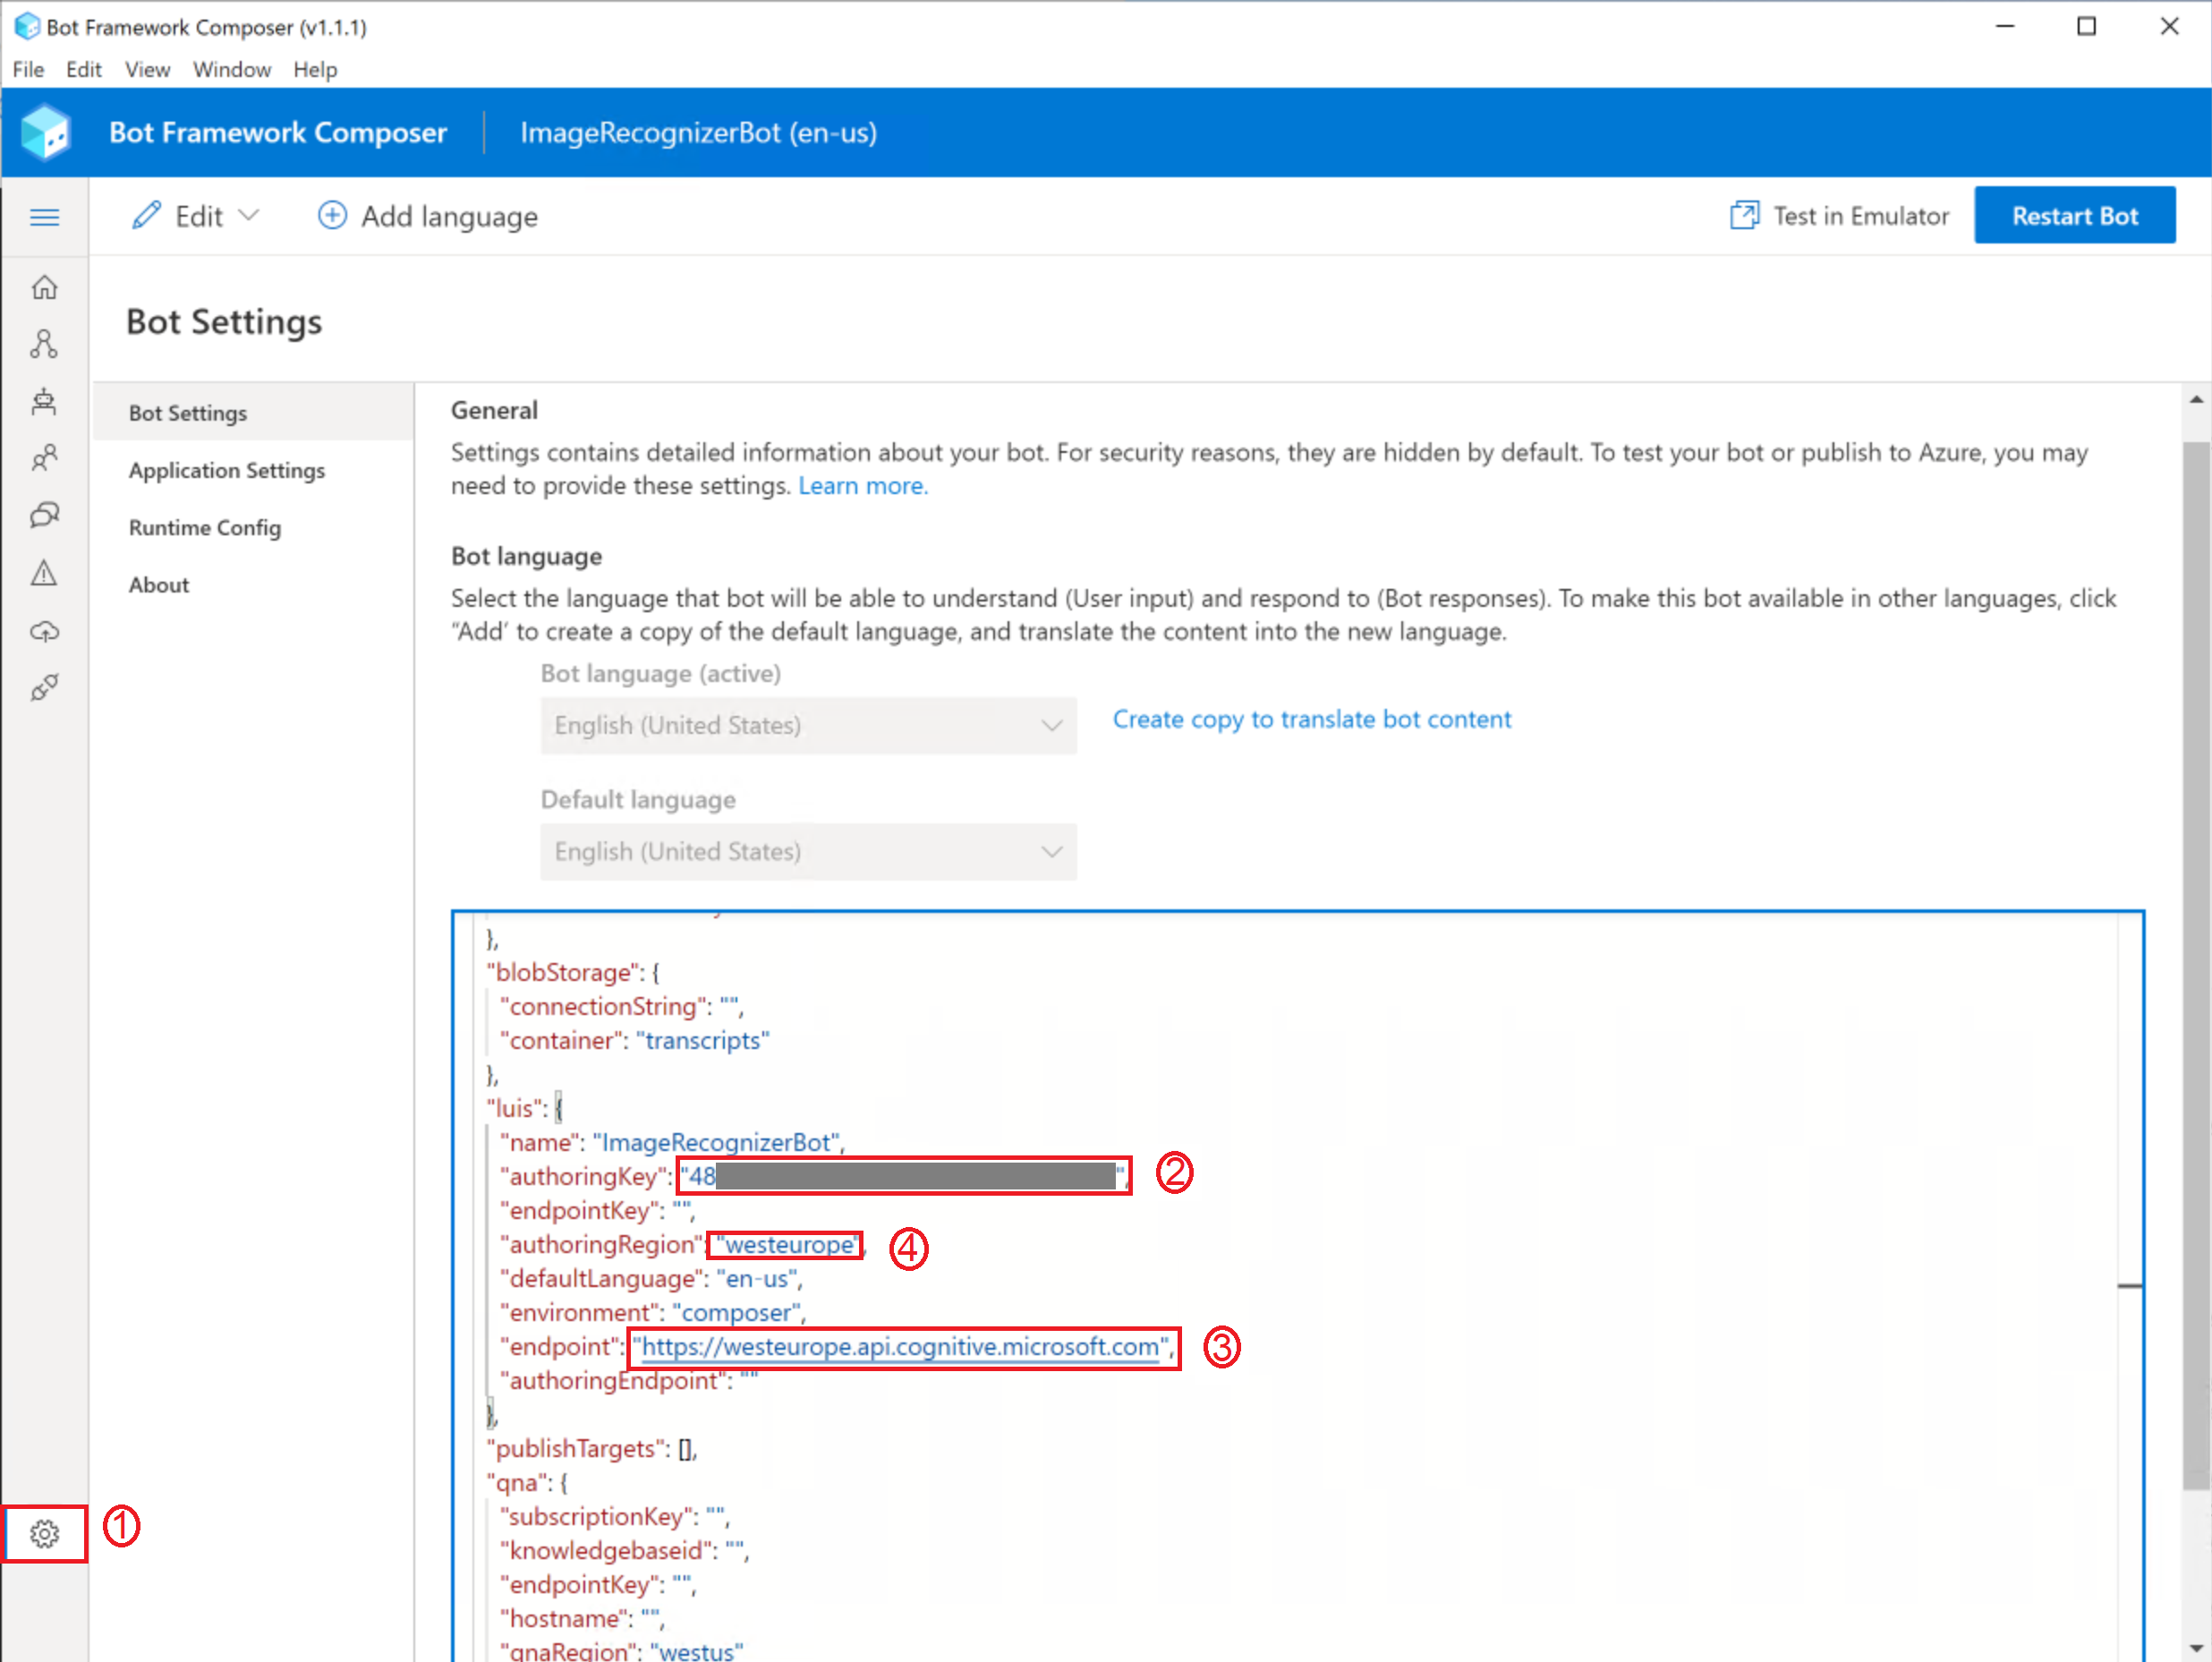 Bot Framework Composer (v1.1.1)
File Edit View Window Help
Bot Framework Composer ImageRecognizerBot (en-us)
Edit Add language Test in Emulator Restart Bot
Bot Settings
Bot Settings
Application Settings
Runtime Config
About
General
Settings contains detailed information about your bot. For security reasons, they are hidden by default. To test your bot or publish to Azure, you may
need to provide these settings. Learn more.
Bot language
Select the language that bot will be able to understand (User input) and respond to (Bot responses). To make this bot available in other languages, click
“Add’ to create a copy of the default language, and translate the content into the new language.
Bot language (active)
English (United States) Create copy to translate bot content
Default language
English (United States)
},
"blobStorage": {
"connectionString": "",
"container": "transcripts"
},
"luis": {
"name": "ImageRecognizerBot",
"authoringKey": "48 ", ②
"endpointKey": "",
"authoringRegion": "westeurope", ④
"defaultLanguage": "en-us",
"environment": "composer",
"endpoint": "https://westeurope.api.cognitive.microsoft.com", ③
"authoringEndpoint": ""
},
"publishTargets": [],
"qna": {
"subscriptionKey": "",
"knowledgebaseid": "",
"endpointKey": "",
"hostname": "",
"qnaRegion": "westus"
①